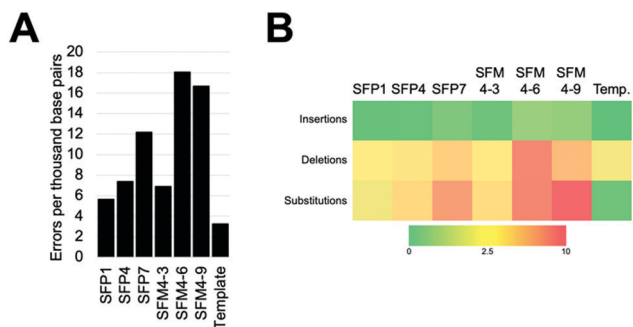 A
Errors per thousand base pairs
20
18
16
14
12
10
8
6
4
2
0
SFP1
SFP4
SFP7
SFM4-3
SFM4-6
SFM4-9
Template
B
SFP1 SFP4 SFP7 SFM 4-3 SFM 4-6 SFM 4-9 Temp.
Insertions
Deletions
Substitutions
0 2.5 10